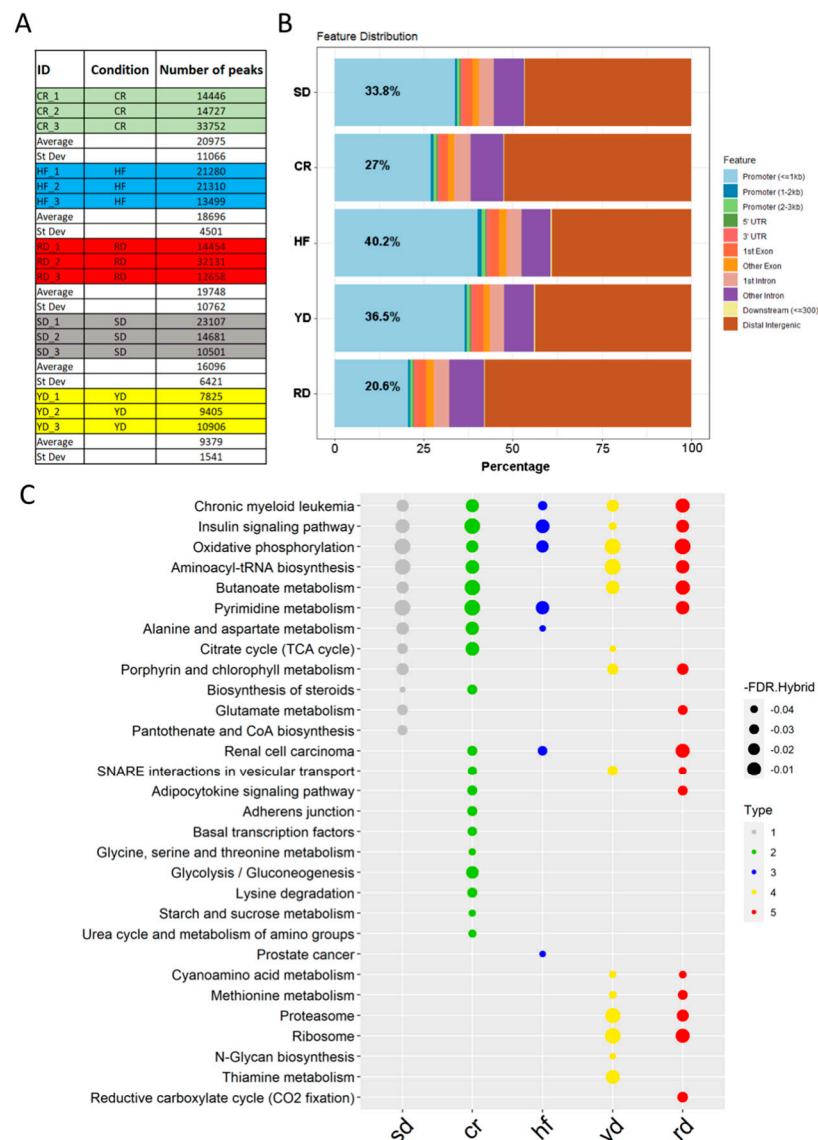 A
ID Condition Number of peaks
CR_1 CR 14446
CR_2 CR 14727
CR_3 CR 33752
Average 20975
St Dev 11066
HF_1 HF 21280
HF_2 HF 21310
HF_3 HF 13499
Average 18696
St Dev 4501
RD_1 RD 14454
RD_2 RD 32131
RD_3 RD 12658
Average 19748
St Dev 10762
SD_1 SD 23107
SD_2 SD 14681
SD_3 SD 10501
Average 16096
St Dev 6421
YD_1 YD 7825
YD_2 YD 9405
YD_3 YD 10906
Average 9379
St Dev 1541
B
Feature Distribution
SD 33.8%
CR 27%
HF 40.2%
YD 36.5%
RD 20.6%
0 25 50 75 100
Percentage
Feature
Promoter (<=1kb)
Promoter (1-2kb)
Promoter (2-3kb)
5' UTR
3' UTR
1st Exon
Other Exon
1st Intron
Other Intron
Downstream (<=300)
Distal Intergenic
C
Chronic myeloid leukemia
Insulin signaling pathway
Oxidative phosphorylation
Aminoacyl-tRNA biosynthesis
Butanoate metabolism
Pyrimidine metabolism
Alanine and aspartate metabolism
Citrate cycle (TCA cycle)
Porphyrin and chlorophyll metabolism
Biosynthesis of steroids
Glutamate metabolism
Pantothenate and CoA biosynthesis
Renal cell carcinoma
SNARE interactions in vesicular transport
Adipocytokine signaling pathway
Adherens junction
Basal transcription factors
Glycine, serine and threonine metabolism
Glycolysis / Gluconeogenesis
Lysine degradation
Starch and sucrose metabolism
Urea cycle and metabolism of amino groups
Prostate cancer
Cyanoamino acid metabolism
Methionine metabolism
Proteasome
Ribosome
N-Glycan biosynthesis
Thiamine metabolism
Reductive carboxylate cycle (CO2 fixation)
sd cr hf yd rd
-FDR.Hybrid
-0.04
-0.03
-0.02
-0.01
Type
1
2
3
4
5